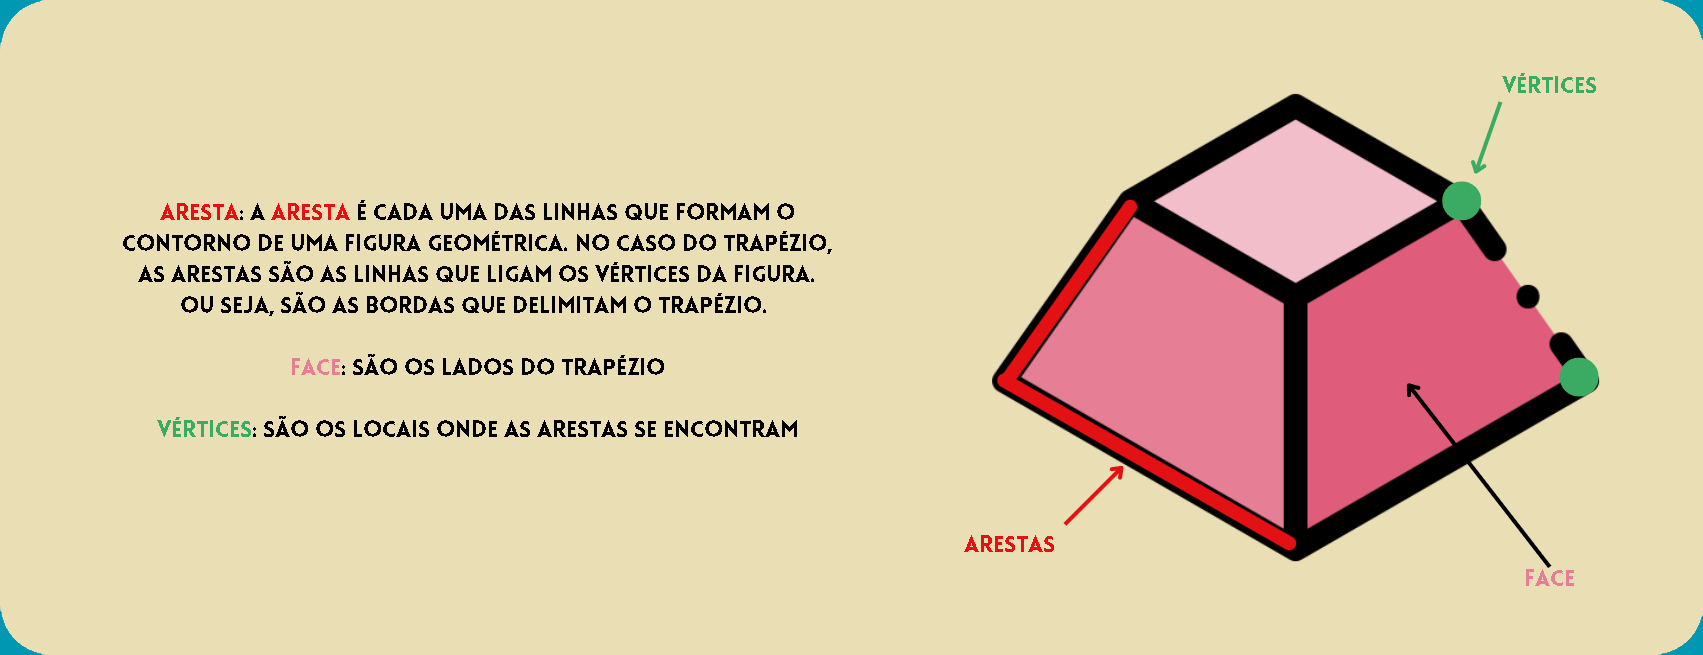 ARESTA: A ARESTA É CADA UMA DAS LINHAS QUE FORMAM O
CONTORNO DE UMA FIGURA GEOMÉTRICA. NO CASO DO TRAPÉZIO,
AS ARESTAS SÃO AS LINHAS QUE LIGAM OS VÉRTICES DA FIGURA.
OU SEJA, SÃO AS BORDAS QUE DELIMITAM O TRAPÉZIO.
FACE: SÃO OS LADOS DO TRAPÉZIO
VÉRTICES: SÃO OS LOCAIS ONDE AS ARESTAS SE ENCONTRAM
VÉRTICES
ARESTAS
FACE